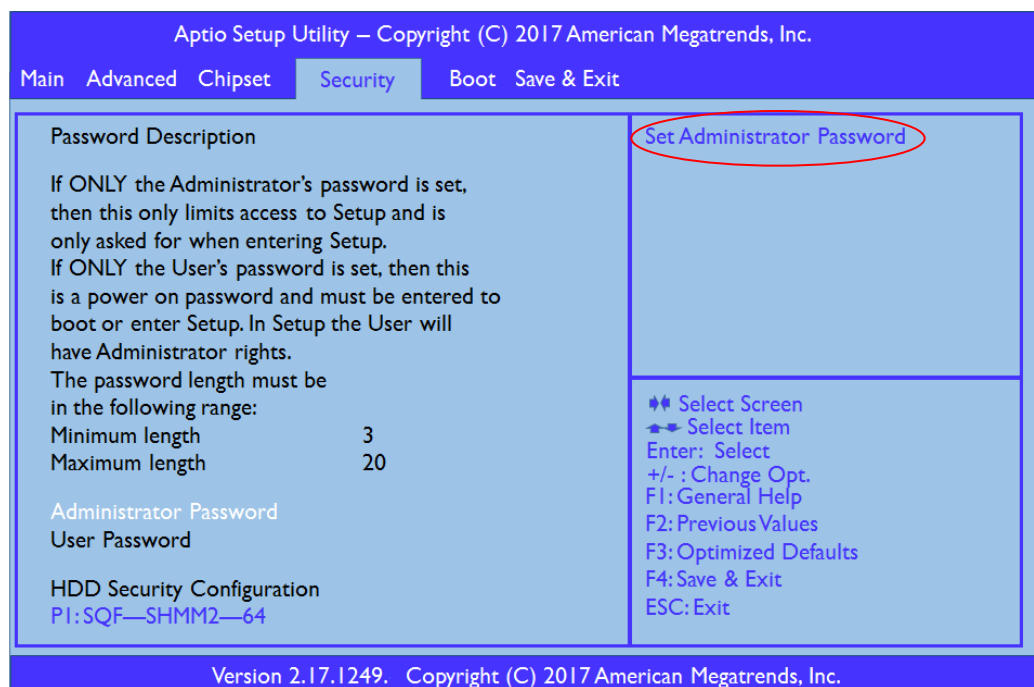 Aptio Setup Utility – Copyright (C) 2017 American Megatrends, Inc.
Main Advanced Chipset Security Boot Save & Exit
Password Description
If ONLY the Administrator's password is set,
then this only limits access to Setup and is
only asked for when entering Setup.
If ONLY the User's password is set, then this
is a power on password and must be entered to
boot or enter Setup. In Setup the User will
have Administrator rights.
The password length must be
in the following range:
Minimum length 3
Maximum length 20
Administrator Password
User Password
HDD Security Configuration
P1: SQF—SHMM2—64
Set Administrator Password
Select Screen
Select Item
Enter: Select
+/- : Change Opt.
F1: General Help
F2: Previous Values
F3: Optimized Defaults
F4: Save & Exit
ESC: Exit
Version 2.17.1249. Copyright (C) 2017 American Megatrends, Inc.